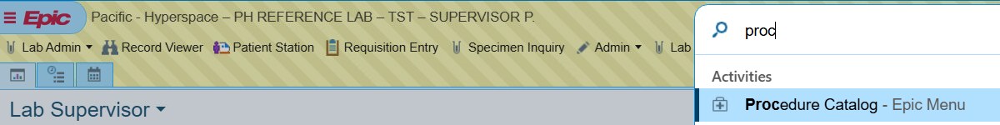 Epic Pacific - Hyperspace – PH REFERENCE LAB – TST – SUPERVISOR P.
proc
Lab Admin Record Viewer Patient Station Requisition Entry Specimen Inquiry Admin Lab
Activities
Procedure Catalog - Epic Menu
Lab Supervisor